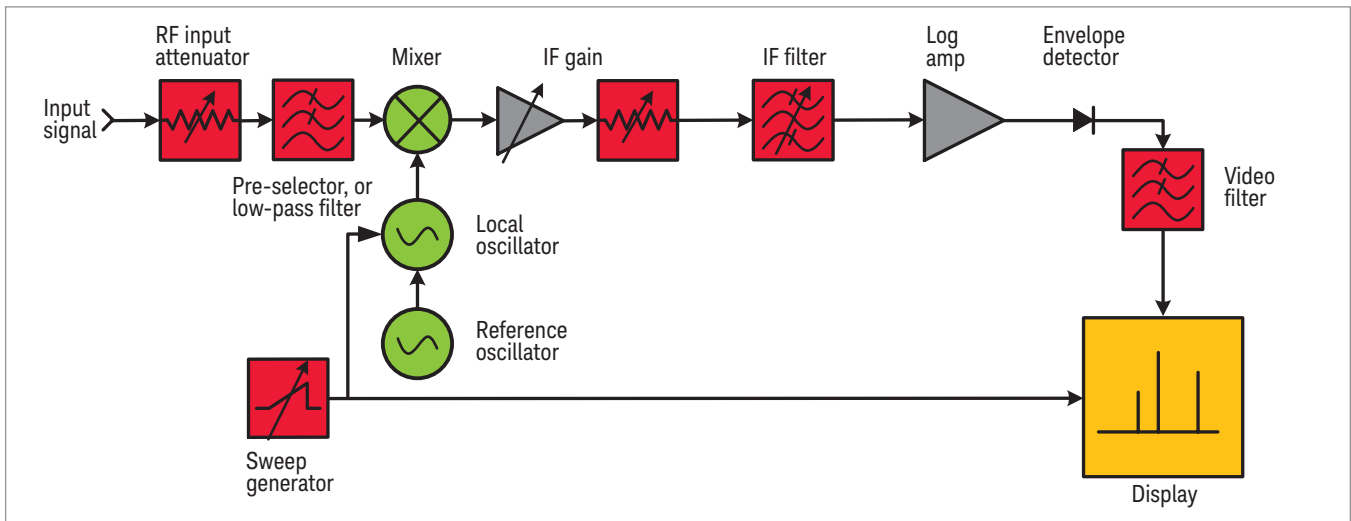 RF input
attenuator
Mixer
IF gain
IF filter
Log
amp
Envelope
detector
Input
signal
Pre-selector, or
low-pass filter
Local
oscillator
Video
filter
Reference
oscillator
Sweep
generator
Display